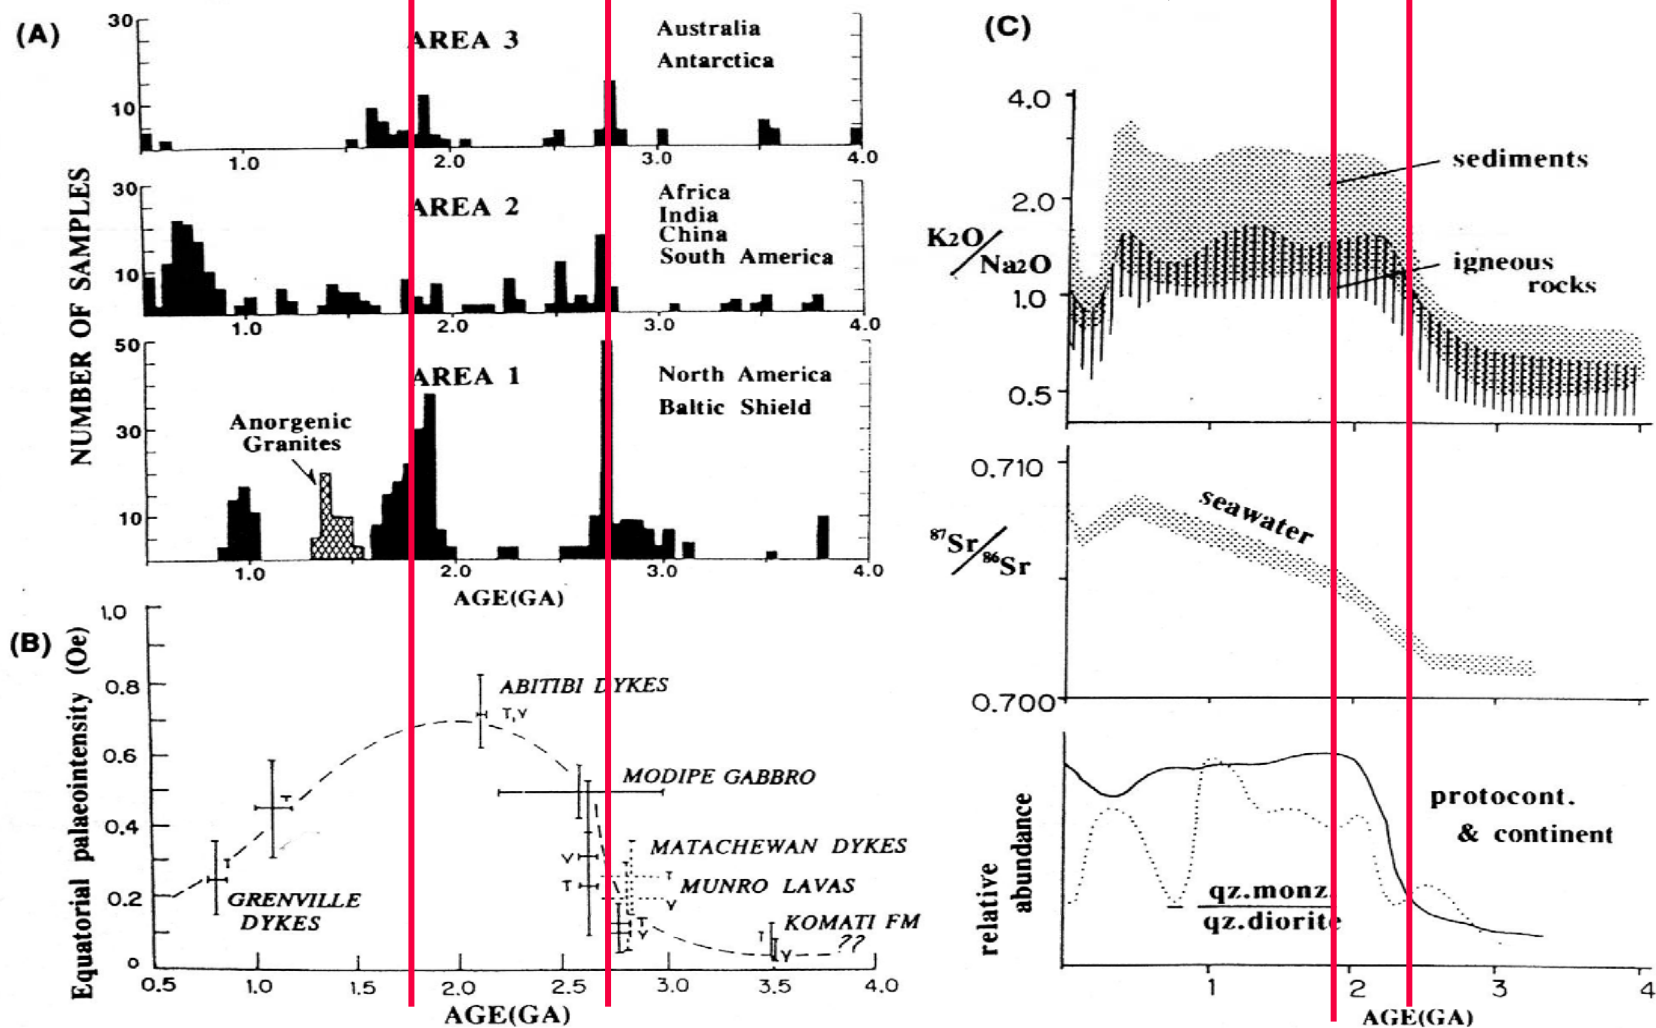 (A)
NUMBER OF SAMPLES
30
10
AREA 3
Australia
Antarctica
1.0
2.0
3.0
4.0
30
10
AREA 2
Africa
India
China
South America
1.0
2.0
3.0
4.0
50
30
10
AREA 1
North America
Baltic Shield
Anorgenic
Granites
1.0
2.0
3.0
4.0
AGE(GA)
(B)
Equatorial palaeointensity (Oe)
1.0
0.8
0.6
0.4
0.2
0
ABITIBI DYKES
T,V
MODIPE GABBRO
MATACHEWAN DYKES
T
MUNRO LAVAS
V
KOMATI FM
??
T
V
T
V
V
T
T
T
GRENVILLE
DYKES
0.5
1.0
1.5
2.0
2.5
3.0
3.5
4.0
AGE(GA)
(C)
4.0
2.0
1.0
0.5
K2O/Na2O
sediments
igneous
rocks
0.710
0.700
87Sr/86Sr
seawater
relative
abundance
protocont.
& continent
qz.monz.
qz.diorite
1
2
3
4
AGE(GA)